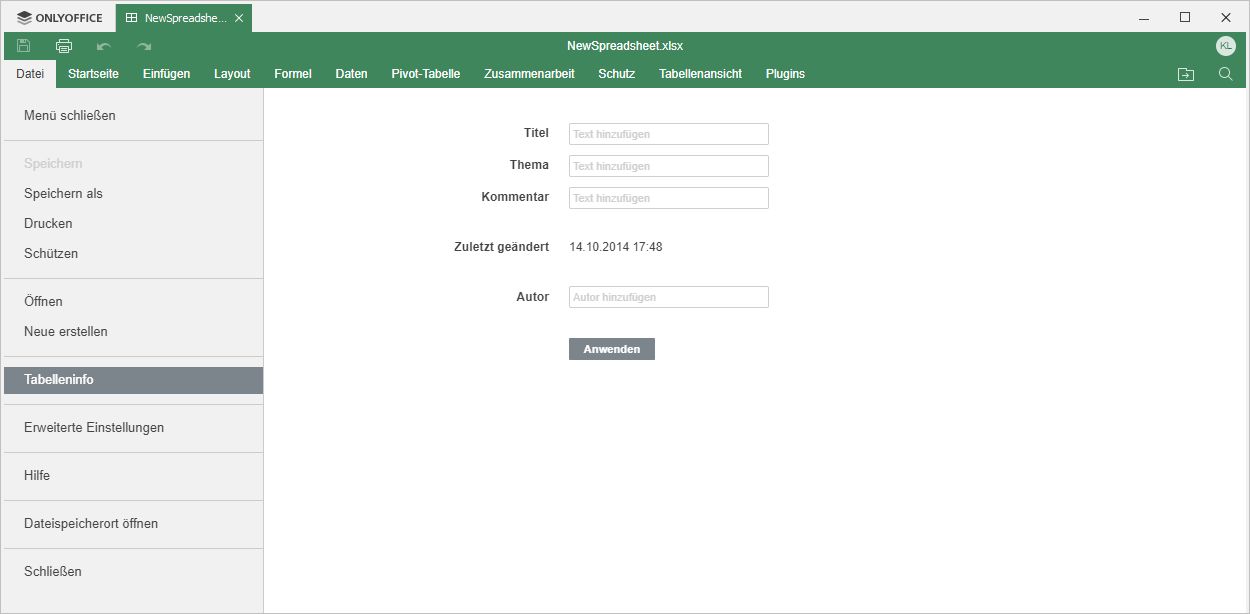 ONLYOFFICE NewSpreadshe...
NewSpreadsheet.xlsx KL
Datei Startseite Einfügen Layout Formel Daten Pivot-Tabelle Zusammenarbeit Schutz Tabellenansicht Plugins
Menü schließen
Speichern
Speichern als
Drucken
Schützen
Öffnen
Neue erstellen
Tabelleninfo
Erweiterte Einstellungen
Hilfe
Dateispeicherort öffnen
Schließen
Titel Text hinzufügen
Thema Text hinzufügen
Kommentar Text hinzufügen
Zuletzt geändert 14.10.2014 17:48
Autor Autor hinzufügen
Anwenden